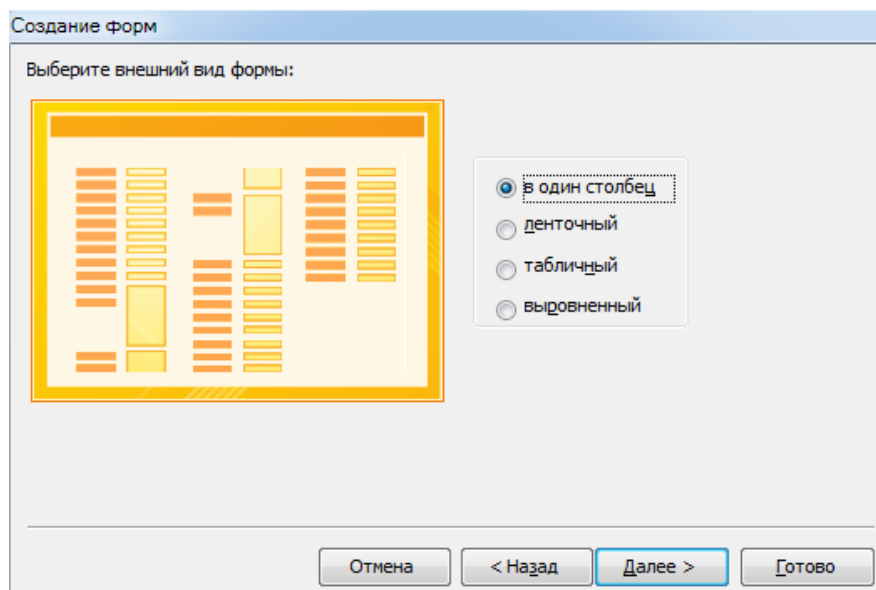 Создание форм
Выберите внешний вид формы:
в один столбец
ленточный
табличный
выровненный
Отмена
< Назад
Далее >
Готово